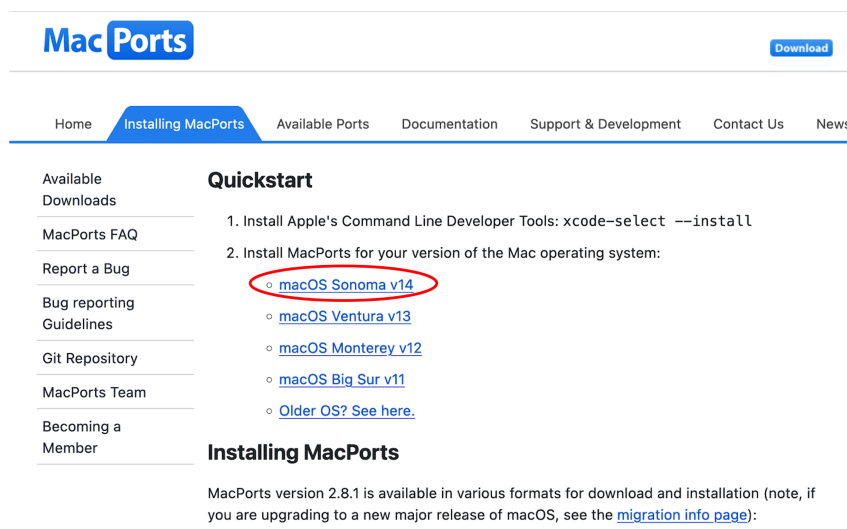 Mac Ports
Download
Home Installing MacPorts Available Ports Documentation Support & Development Contact Us News
Available
Downloads
MacPorts FAQ
Report a Bug
Bug reporting
Guidelines
Git Repository
MacPorts Team
Becoming a
Member
Quickstart
1. Install Apple's Command Line Developer Tools: xcode-select --install
2. Install MacPorts for your version of the Mac operating system:
macOS Sonoma v14
macOS Ventura v13
macOS Monterey v12
macOS Big Sur v11
Older OS? See here.
Installing MacPorts
MacPorts version 2.8.1 is available in various formats for download and installation (note, if
you are upgrading to a new major release of macOS, see the migration info page):